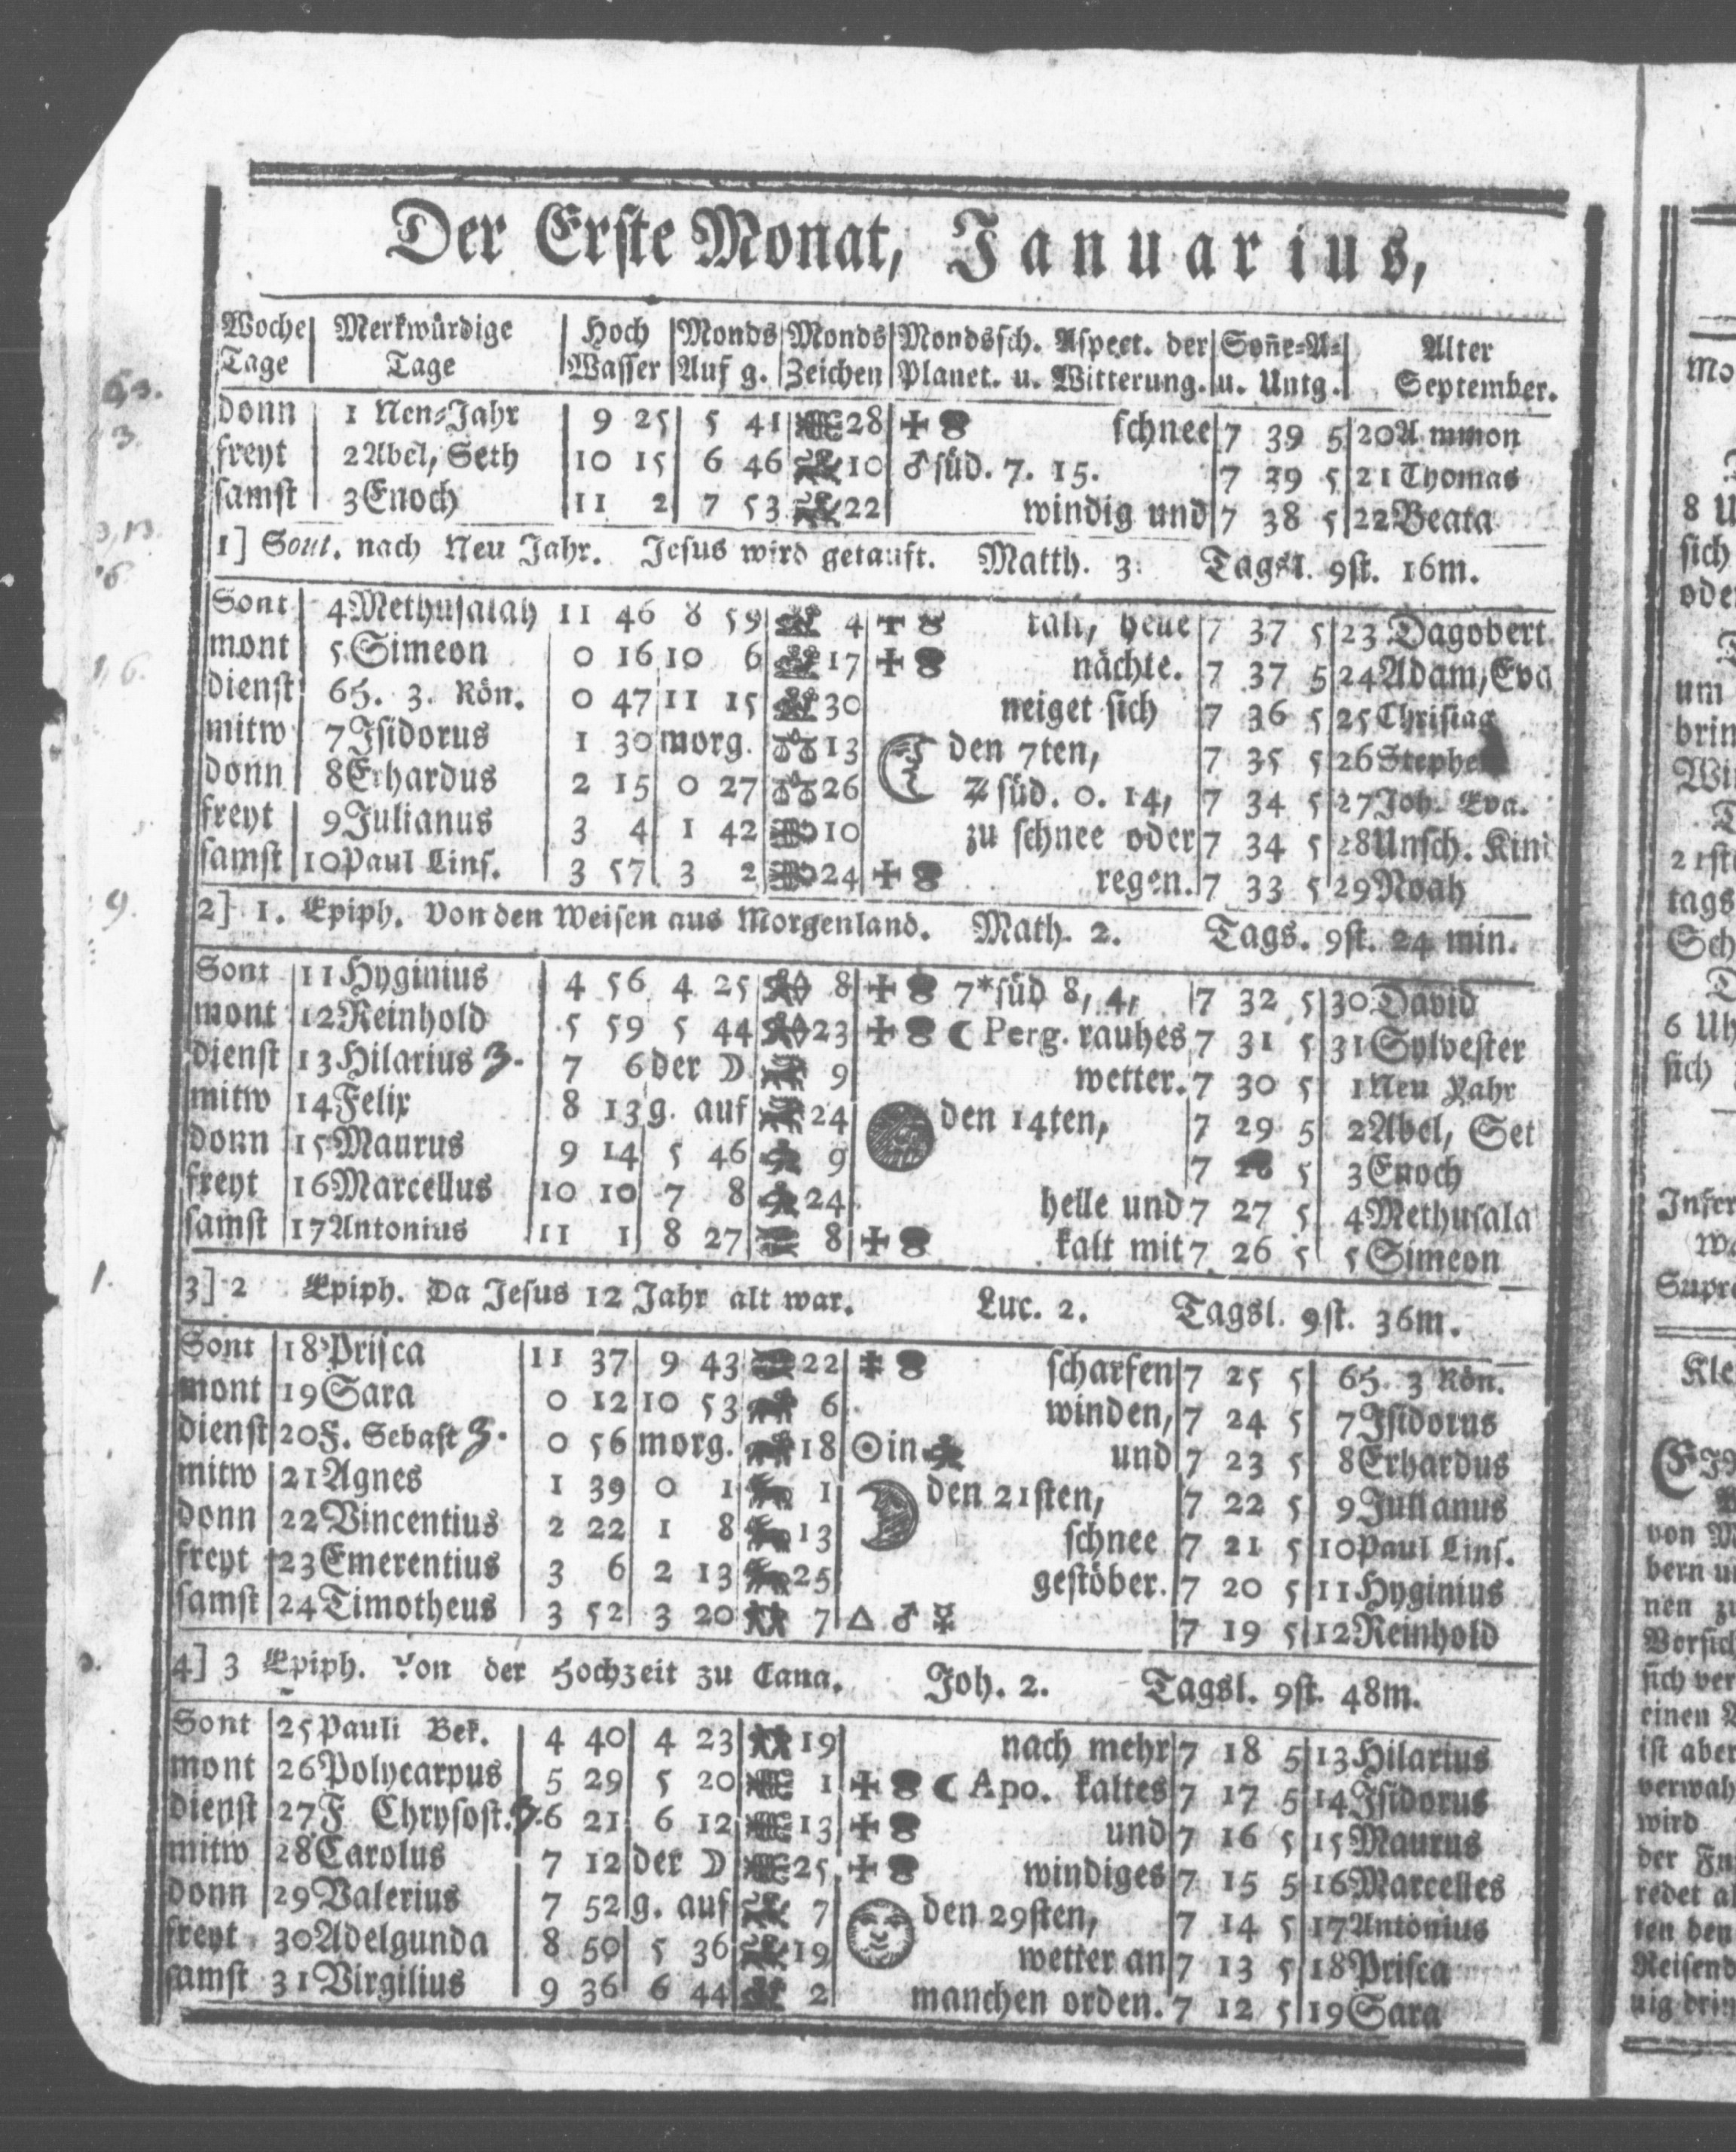 Der Erste Monat, Januarius,
Woche Tage | Merkwürdige Tage | Hoch Wasser | Monds Auf g. | Monds Zeichen | Mondssch. Aspect. der Planet. u. Witterung. | Soñe-A- u. Untg. | Alter September.
donn 1 Neu-Jahr 9 25 5 41 28 schnee 7 39 5 20 Ammon
freyt 2 Abel, Seth 10 15 6 46 10 ♂ süd. 7. 15. 7 39 5 21 Thomas
samst 3 Enoch 11 2 7 53 22 windig und 7 38 5 22 Beata
1] Sont. nach Neu Jahr. Jesus wird getauft. Matth. 3. Tagsl. 9st. 16m.
Sont 4 Methusalah 11 46 8 59 4 kalt, helle 7 37 5 23 Dagobert
mont 5 Simeon 0 16 10 6 17 nächte. 7 37 5 24 Adam, Eva
dienst 6 H. 3. Kön. 0 47 11 15 30 neiget sich 7 36 5 25 Christag
mitw 7 Isidorus 1 30 morg. 13 den 7ten, 7 35 5 26 Stephe
donn 8 Erhardus 2 15 0 27 26 süd. 0. 14, 7 34 5 27 Joh. Eva.
freyt 9 Julianus 3 4 1 42 10 zu schnee oder 7 34 5 28 Unsch. Kin
samst 10 Paul Eins. 3 57 3 2 24 regen. 7 33 5 29 Noah
2] 1. Epiph. Von den Weisen aus Morgenland. Math. 2. Tags. 9st. 24 min.
Sont 11 Hyginius 4 56 4 25 8 7* süd 8, 4, 7 32 5 30 David
mont 12 Reinhold 5 59 5 44 23 ☾ Perg. rauhes 7 31 5 31 Sylvester
dienst 13 Hilarius 3. 7 6 der ☽ 9 wetter. 7 30 5 1 Neu Jahr
mitw 14 Felix 8 13 g. auf 24 den 14ten, 7 29 5 2 Abel, Set
donn 15 Maurus 9 14 5 46 9 7 5 3 Enoch
freyt 16 Marcellus 10 10 7 8 24 helle und 7 27 5 4 Methusala
samst 17 Antonius 11 1 8 27 8 kalt mit 7 26 5 5 Simeon
3] 2 Epiph. Da Jesus 12 Jahr alt war. Luc. 2. Tagsl. 9st. 36m.
Sont 18 Prisca 11 37 9 43 22 scharfen 7 25 5 6 H. 3 Kön.
mont 19 Sara 0 12 10 53 6 winden, 7 24 5 7 Isidorus
dienst 20 F. Sebast 3. 0 56 morg. 18 ☉ in und 7 23 5 8 Erhardus
mitw 21 Agnes 1 39 0 1 1 den 21sten, 7 22 5 9 Julianus
donn 22 Vincentius 2 22 1 8 13 schnee 7 21 5 10 Paul Eins.
freyt 23 Emerentius 3 6 2 13 25 gestöber. 7 20 5 11 Hyginius
samst 24 Timotheus 3 52 3 20 7 △ ♂ ☿ 7 19 5 12 Reinhold
4] 3 Epiph. Von der Hochzeit zu Cana. Joh. 2. Tagsl. 9st. 48m.
Sont 25 Pauli Bek. 4 40 4 23 19 nach mehr 7 18 5 13 Hilarius
mont 26 Polycarpus 5 29 5 20 1 ☾ Apo. kaltes 7 17 5 14 Isidorus
dienst 27 F Chrysost. 3. 6 21 6 12 13 und 7 16 5 15 Maurus
mitw 28 Carolus 7 12 der ☽ 25 windiges 7 15 5 16 Marcelles
donn 29 Valerius 7 52 g. auf 7 den 29sten, 7 14 5 17 Antonius
freyt 30 Adelgunda 8 50 5 36 19 wetter an 7 13 5 18 Prisca
samst 31 Virgilius 9 36 6 44 2 manchen orden. 7 12 5 19 Sara